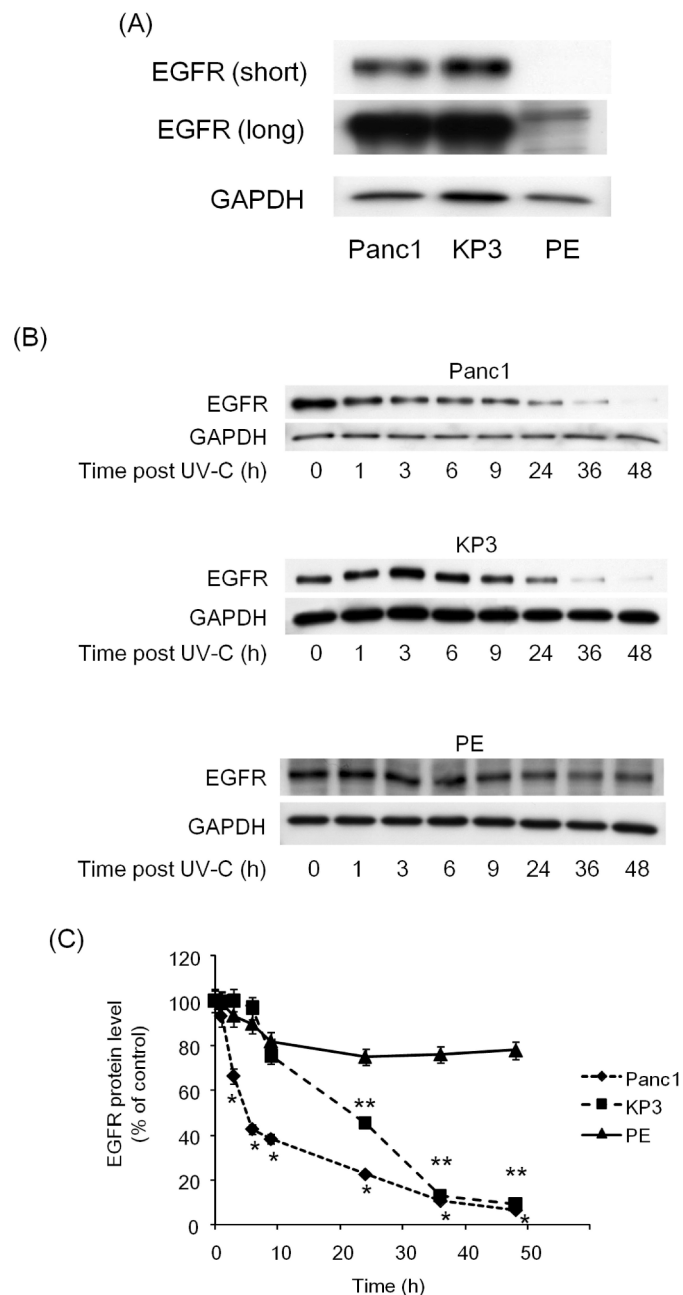 (A)
EGFR (short)
EGFR (long)
GAPDH
Panc1 KP3 PE
(B)
Panc1
EGFR
GAPDH
Time post UV-C (h) 0 1 3 6 9 24 36 48
KP3
EGFR
GAPDH
Time post UV-C (h) 0 1 3 6 9 24 36 48
PE
EGFR
GAPDH
Time post UV-C (h) 0 1 3 6 9 24 36 48
(C)
EGFR protein level
(% of control)
120
100
80
60
40
20
0
* * * * * *
** ** **
0 10 20 30 40 50
Time (h)
Panc1
KP3
PE